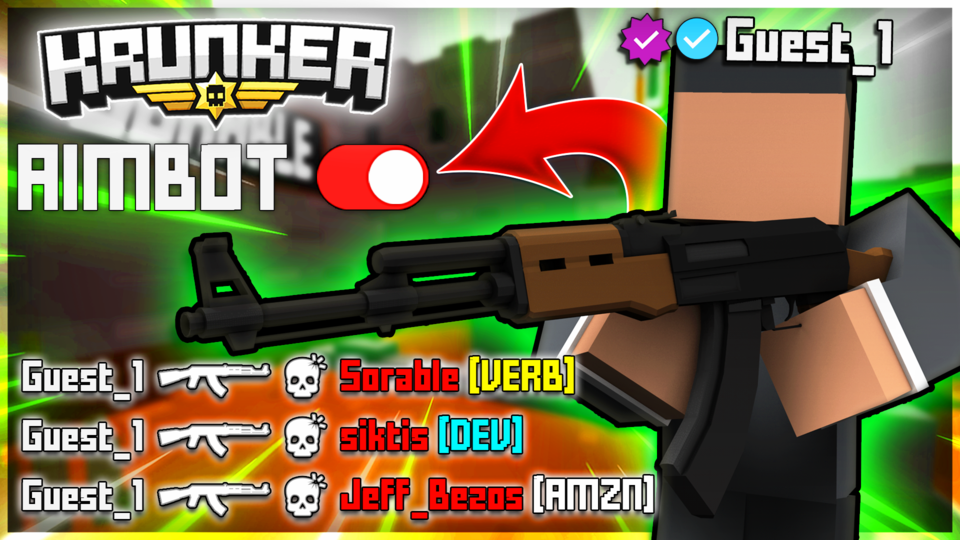 KRUNKER
Guest_1
AIMBOT
Guest_1 Sorable [VERB]
Guest_1 siktis [DEV]
Guest_1 Jeff_Bezos [AMZN]